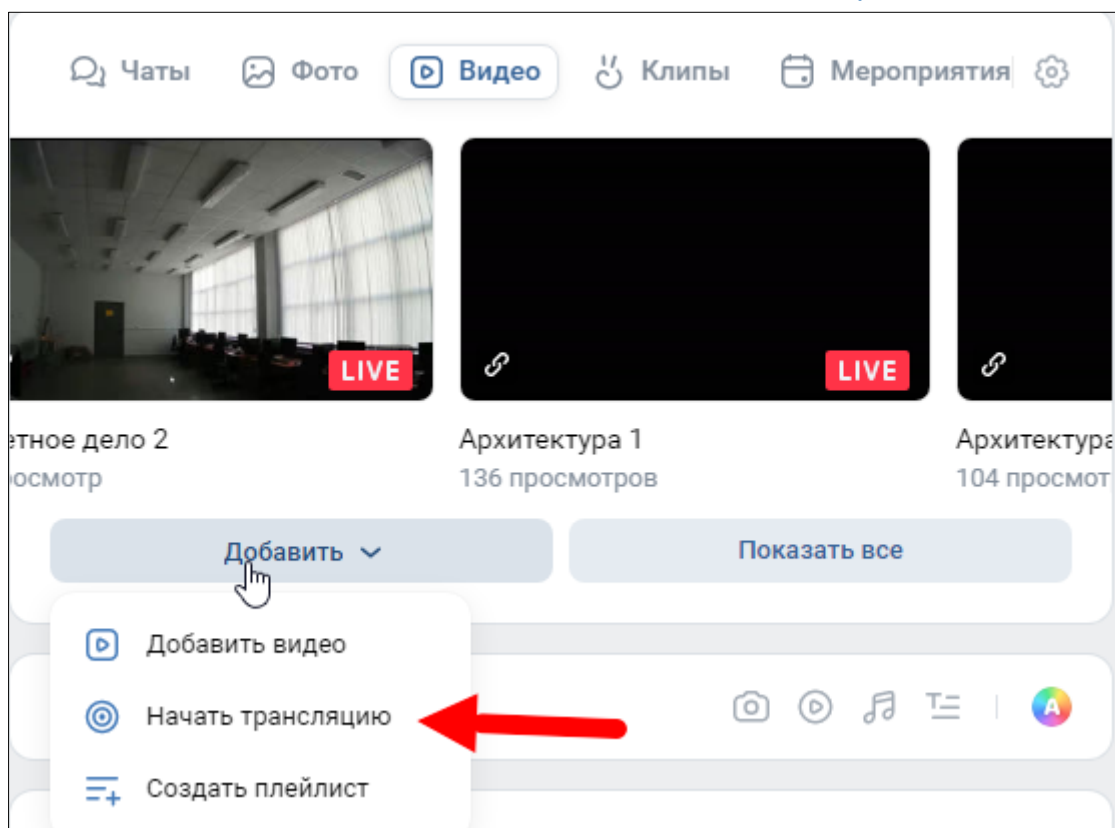 Чаты Фото Видео Клипы Мероприятия
LIVE LIVE
етное дело 2 Архитектура 1 Архитектура
осмотр 136 просмотров 104 просмот
Добавить Показать все
Добавить видео
Начать трансляцию
A
Создать плейлист